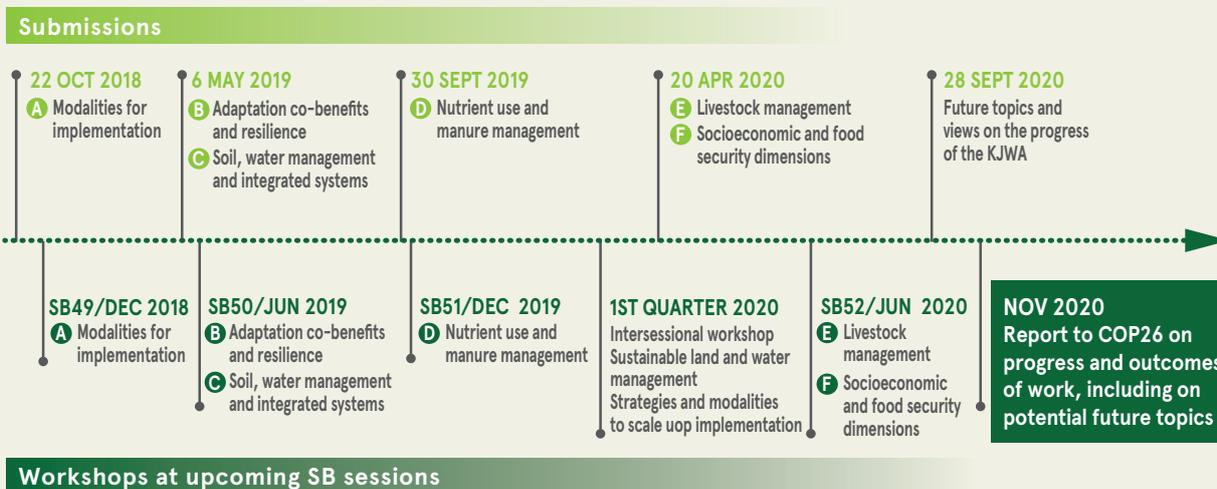 Submissions
22 OCT 2018
A Modalities for
implementation
6 MAY 2019
B Adaptation co-benefits
and resilience
C Soil, water management
and integrated systems
30 SEPT 2019
D Nutrient use and
manure management
20 APR 2020
E Livestock management
F Socioeconomic and food
security dimensions
28 SEPT 2020
Future topics and
views on the progress
of the KJWA
SB49/DEC 2018
A Modalities for
implementation
SB50/JUN 2019
B Adaptation co-benefits
and resilience
C Soil, water management
and integrated systems
SB51/DEC 2019
D Nutrient use and
manure management
1ST QUARTER 2020
Intersessional workshop
Sustainable land and water
management
Strategies and modalities
to scale uop implementation
SB52/JUN 2020
E Livestock
management
F Socioeconomic
and food security
dimensions
NOV 2020
Report to COP26 on
progress and outcomes
of work, including on
potential future topics
Workshops at upcoming SB sessions